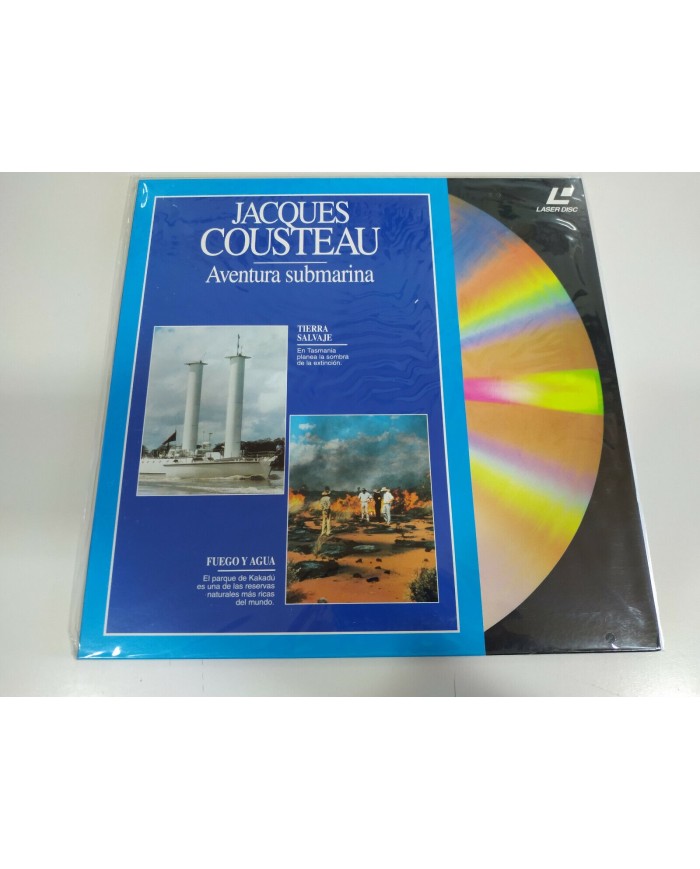 JACQUES
COUSTEAU
Aventura submarina
LASER DISC
TIERRA
SALVAJE
En Tasmania
planea la sombra
de la extinción.
FUEGO Y AGUA
El parque de Kakadú
es una de las reservas
naturales más ricas
del mundo.